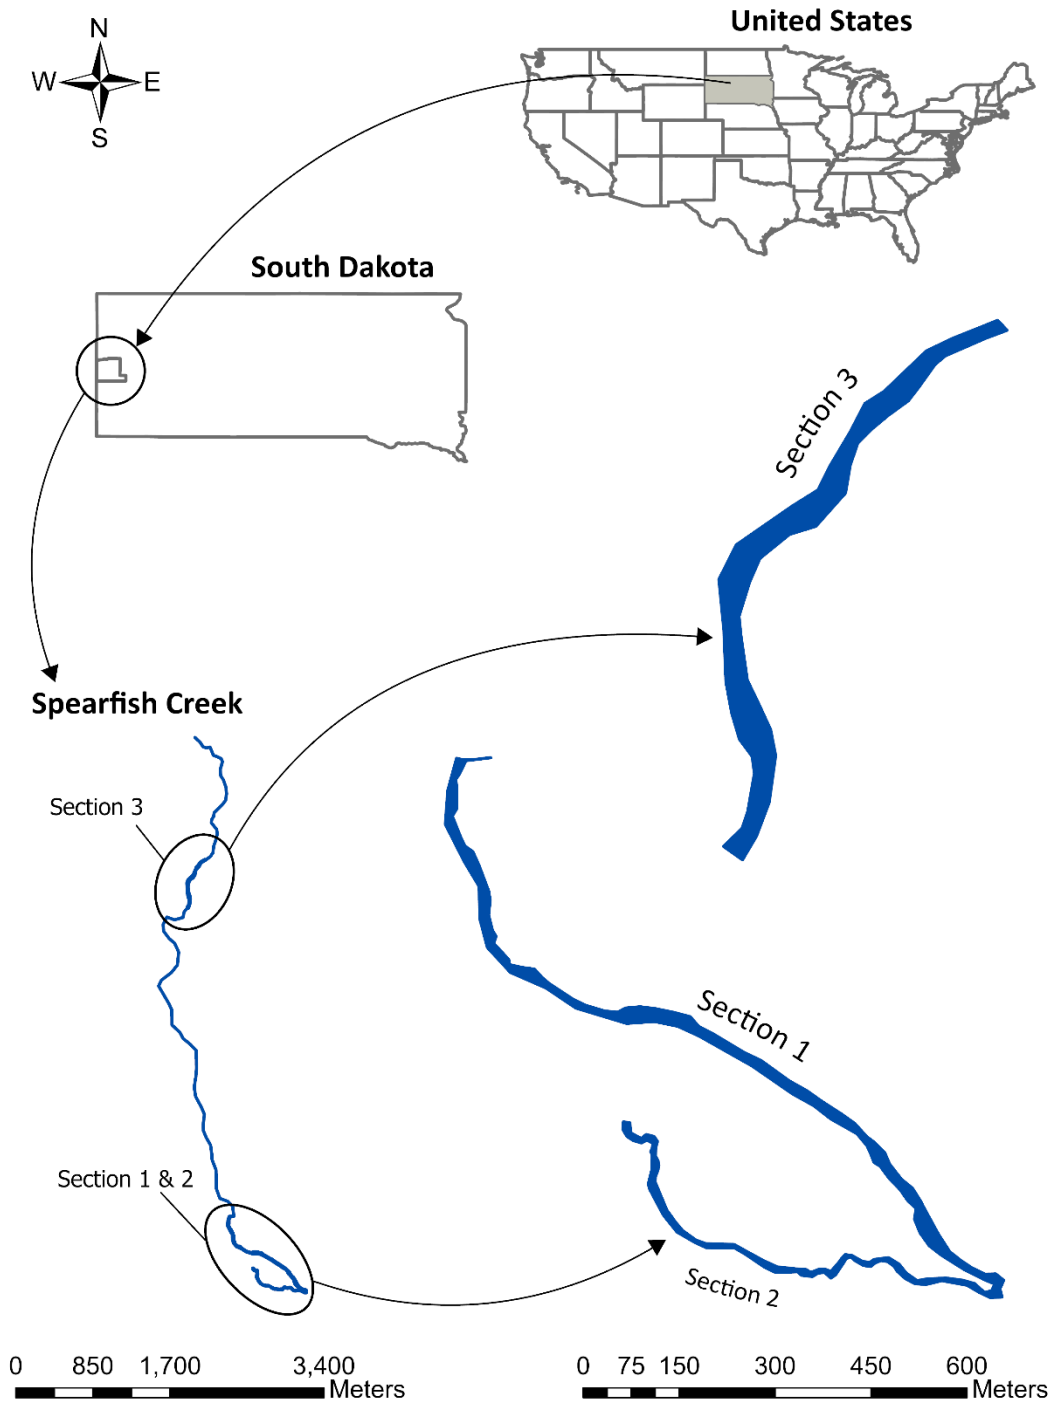 United States
N
W E
S
South Dakota
Section 3
Spearfish Creek
Section 3
Section 1
Section 1 & 2
Section 2
0 850 1,700 3,400
Meters
0 75 150 300 450 600
Meters